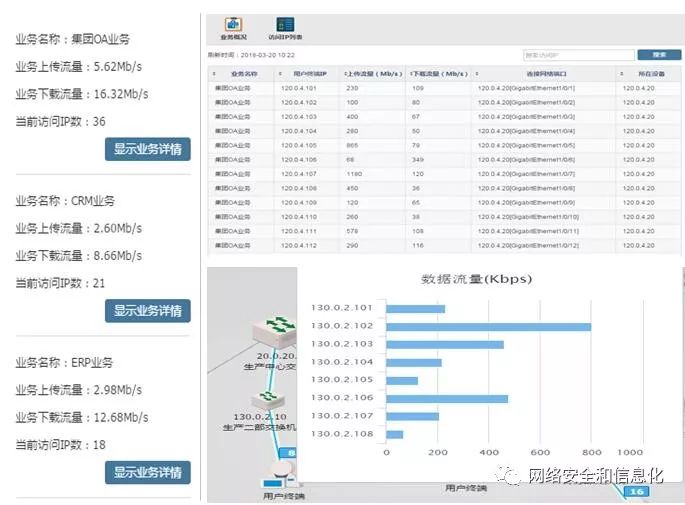 业务名称：集团OA业务
业务上传流量：5.62Mb/s
业务下载流量：16.32Mb/s
当前访问IP数：36
显示业务详情
业务名称：CRM业务
业务上传流量：2.60Mb/s
业务下载流量：8.66Mb/s
当前访问IP数：21
显示业务详情
业务名称：ERP业务
业务上传流量：2.98Mb/s
业务下载流量：12.68Mb/s
当前访问IP数：18
显示业务详情
业务概况 访问IP列表
刷新时间：2019-03-20 10:22 搜索访问IP 搜索
业务名称 用户终端IP 上传流量（Mb/s） 下载流量（Mb/s） 连接网络端口 所在设备
集团OA业务 120.0.4.101 230 109 120.0.4.20[GigabitEthernet1/0/1] 120.0.4.20
集团OA业务 120.0.4.102 100 80 120.0.4.20[GigabitEthernet1/0/2] 120.0.4.20
集团OA业务 120.0.4.103 400 67 120.0.4.20[GigabitEthernet1/0/3] 120.0.4.20
集团OA业务 120.0.4.104 280 50 120.0.4.20[GigabitEthernet1/0/4] 120.0.4.20
集团OA业务 120.0.4.105 865 79 120.0.4.20[GigabitEthernet1/0/5] 120.0.4.20
集团OA业务 120.0.4.106 68 349 120.0.4.20[GigabitEthernet1/0/6] 120.0.4.20
集团OA业务 120.0.4.107 1180 120 120.0.4.20[GigabitEthernet1/0/7] 120.0.4.20
集团OA业务 120.0.4.108 450 36 120.0.4.20[GigabitEthernet1/0/8] 120.0.4.20
集团OA业务 120.0.4.109 120 65 120.0.4.20[GigabitEthernet1/0/9] 120.0.4.20
集团OA业务 120.0.4.110 260 38 120.0.4.20[GigabitEthernet1/0/10] 120.0.4.20
集团OA业务 120.0.4.111 578 108 120.0.4.20[GigabitEthernet1/0/11] 120.0.4.20
集团OA业务 120.0.4.112 290 116 120.0.4.20[GigabitEthernet1/0/12] 120.0.4.20
数据流量(Kbps)
130.0.2.101
130.0.2.102
130.0.2.103
130.0.2.104
130.0.2.105
130.0.2.106
130.0.2.107
130.0.2.108
0 200 400 600 800 1000
20.0.20.
生产中心交
130.0.2.10
生产二部交换机
8
用户终端
用户终端
16
网络安全和信息化